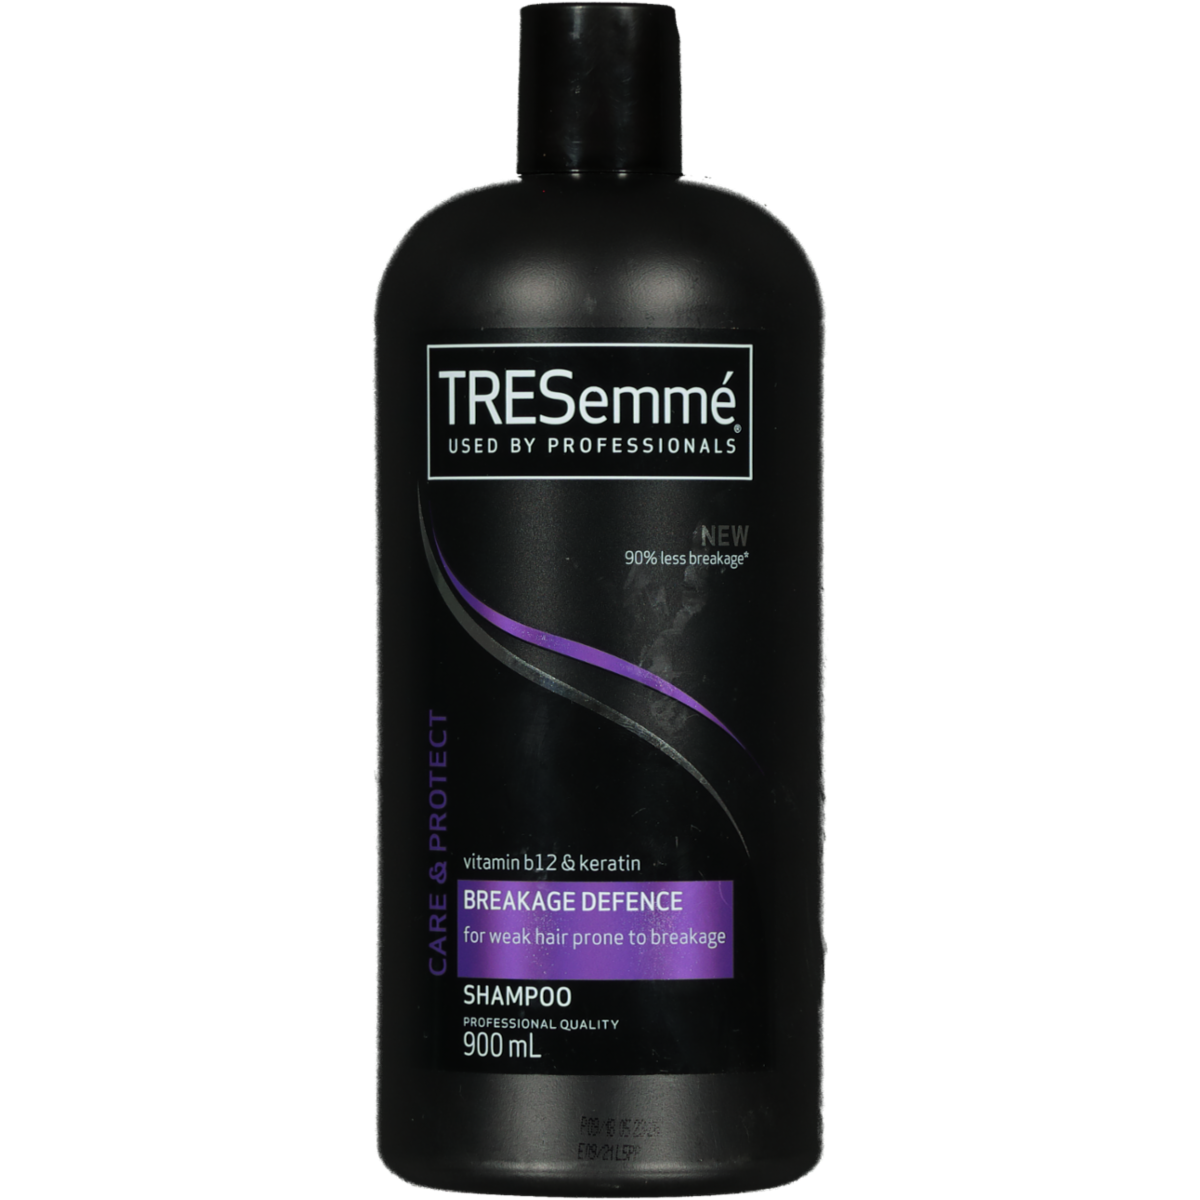 TRESemmé®
USED BY PROFESSIONALS
NEW
90% less breakage*
CARE & PROTECT
vitamin b12 & keratin
BREAKAGE DEFENCE
for weak hair prone to breakage
SHAMPOO
PROFESSIONAL QUALITY
900 mL